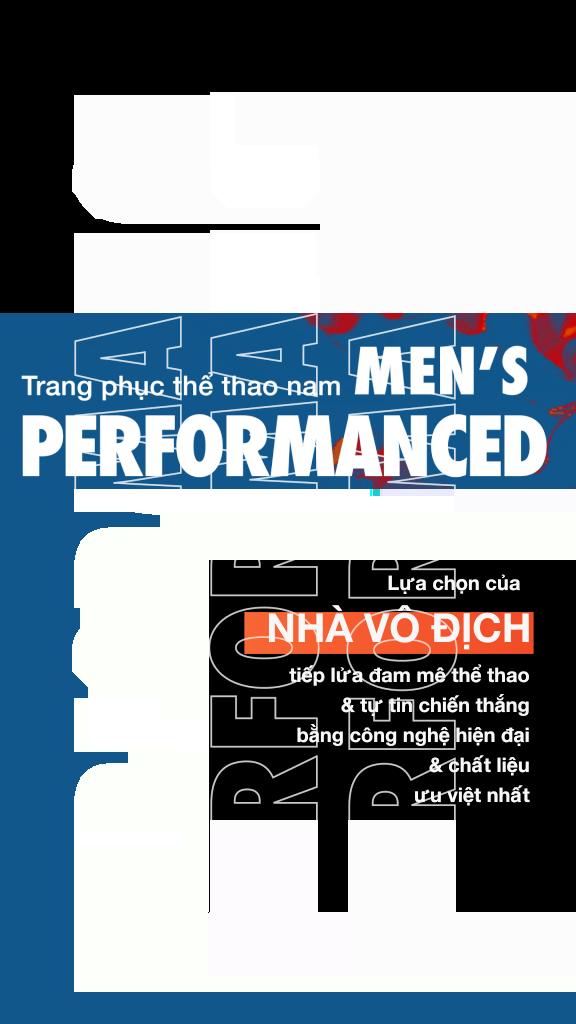 Trang phục thể thao nam MEN'S
PERFORMANCED
Lựa chọn của
NHÀ VÔ ĐỊCH
tiếp lửa đam mê thể thao
& tự tin chiến thắng
bằng công nghệ hiện đại
& chất liệu
ưu việt nhất